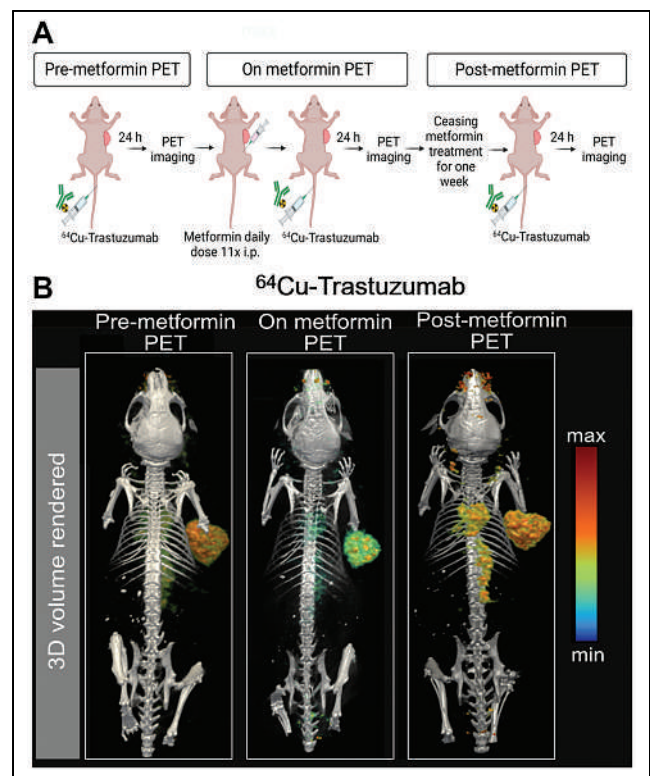 A
Pre-metformin PET
On metformin PET
Post-metformin PET
24 h
PET
imaging
24 h
PET
imaging
Ceasing
metformin
treatment
for one
week
24 h
PET
imaging
⁶⁴Cu-Trastuzumab
Metformin daily
dose 11x i.p.
⁶⁴Cu-Trastuzumab
⁶⁴Cu-Trastuzumab
B
⁶⁴Cu-Trastuzumab
Pre-metformin
PET
On metformin
PET
Post-metformin
PET
3D volume rendered
max
min